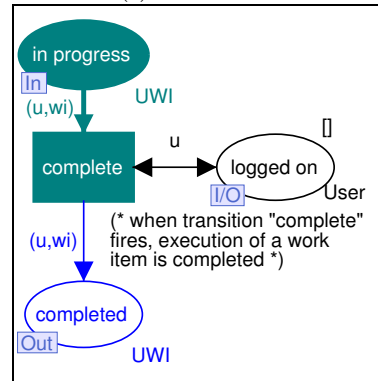 in progress
In
UWI
(u,wi)
[]
u
complete
logged on
I/O
User
(* when transition "complete"
fires, execution of a work
item is completed *)
(u,wi)
completed
Out
UWI